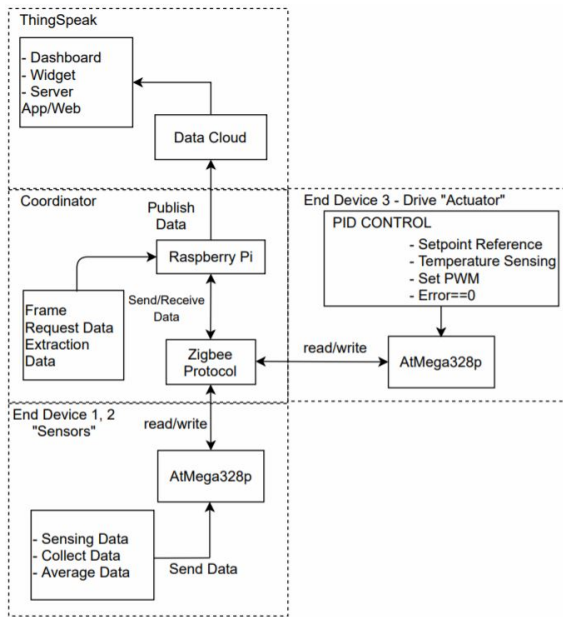 ThingSpeak
- Dashboard
- Widget
- Server
App/Web
Data Cloud
Coordinator
Publish
Data
Raspberry Pi
Frame
Request Data
Extraction
Data
Send/Receive
Data
Zigbee
Protocol
End Device 3 - Drive "Actuator"
PID CONTROL
- Setpoint Reference
- Temperature Sensing
- Set PWM
- Error==0
read/write
AtMega328p
End Device 1, 2
"Sensors"
read/write
AtMega328p
- Sensing Data
- Collect Data
- Average Data
Send Data